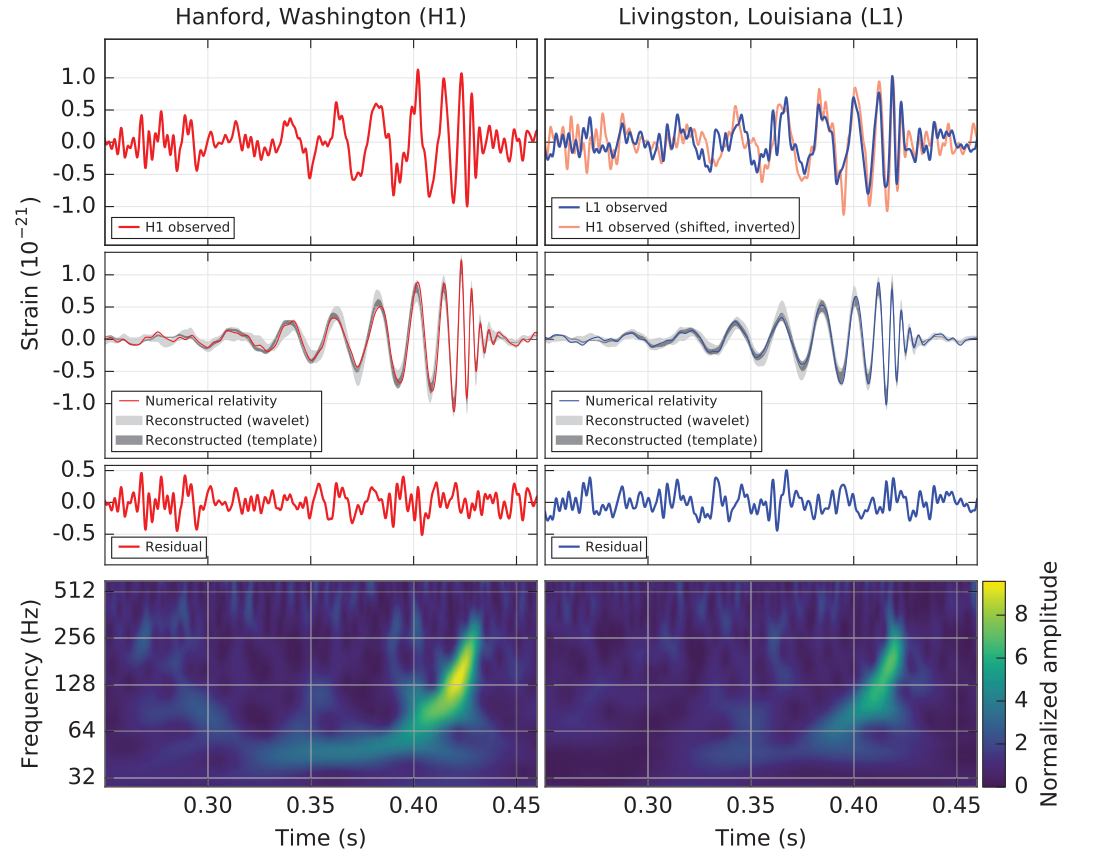 Hanford, Washington (H1)
Livingston, Louisiana (L1)
Strain (10⁻²¹)
1.0
0.5
0.0
-0.5
-1.0
H1 observed
L1 observed
H1 observed (shifted, inverted)
1.0
0.5
0.0
-0.5
-1.0
Numerical relativity
Reconstructed (wavelet)
Reconstructed (template)
Numerical relativity
Reconstructed (wavelet)
Reconstructed (template)
0.5
0.0
-0.5
Residual
Residual
Frequency (Hz)
512
256
128
64
32
0.30 0.35 0.40 0.45
Time (s)
0.30 0.35 0.40 0.45
Time (s)
8
6
4
2
0
Normalized amplitude